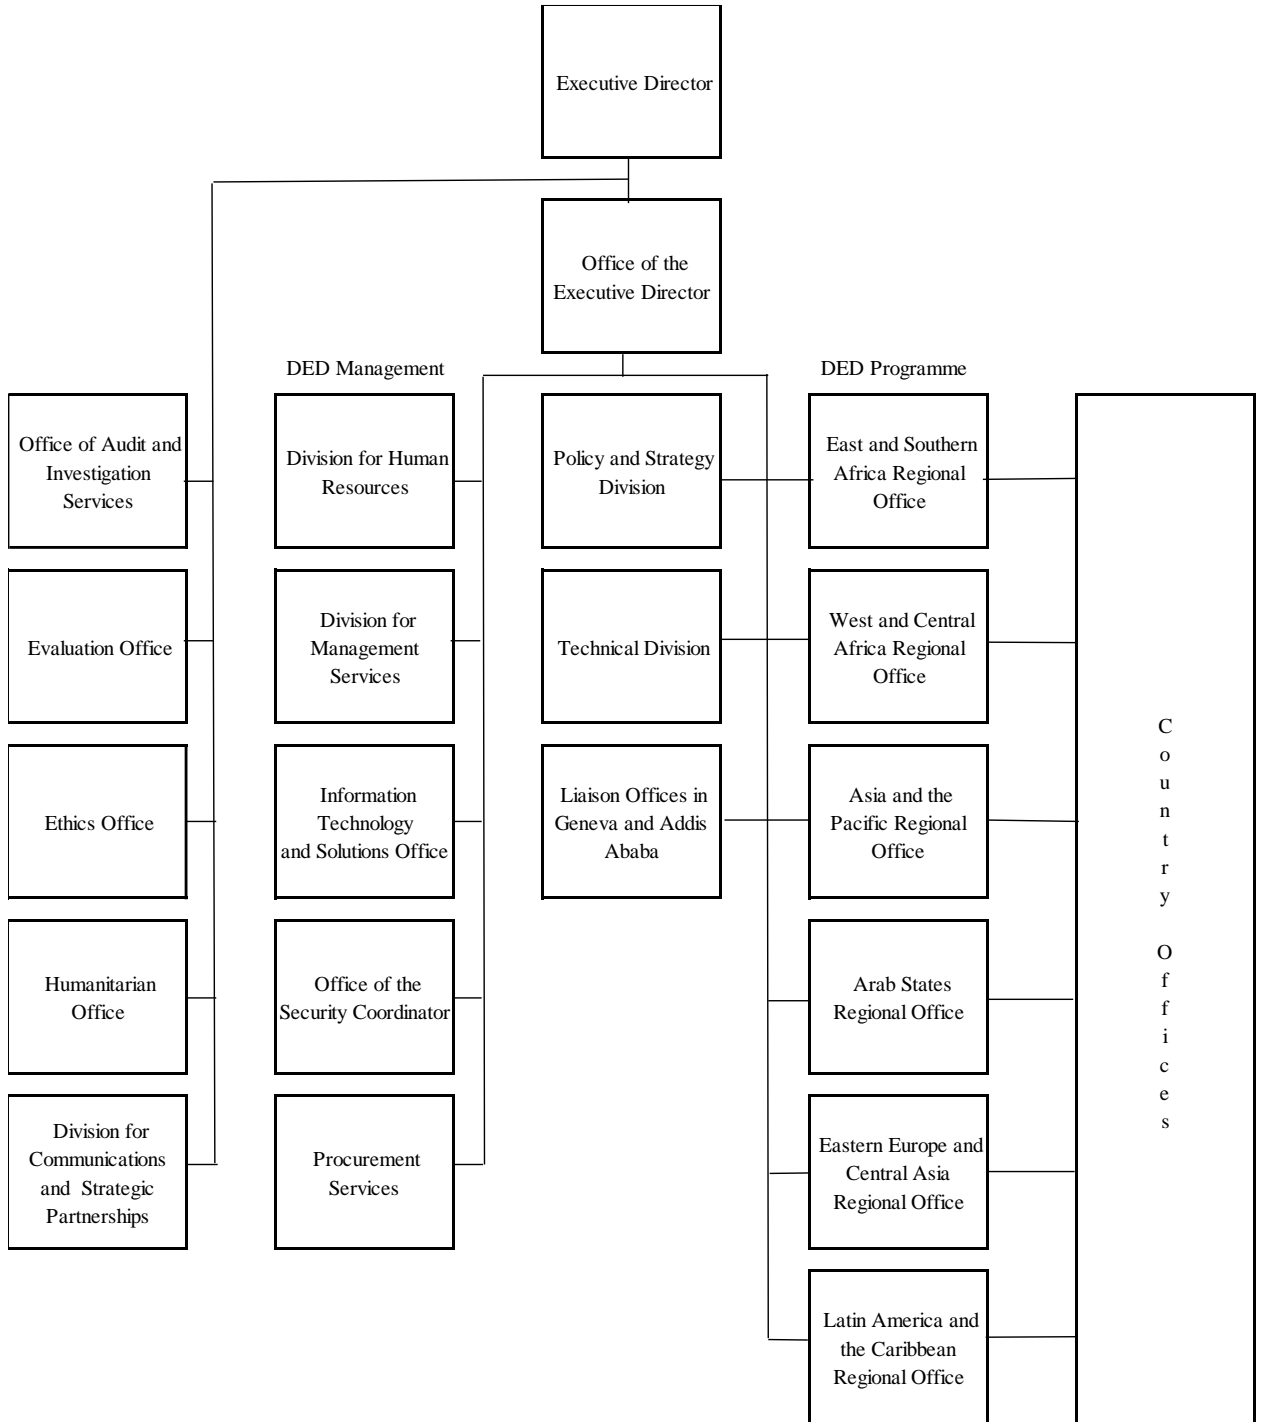 Executive Director
Office of the
Executive Director
DED Management
DED Programme
Office of Audit and
Investigation
Services
Division for Human
Resources
Policy and Strategy
Division
East and Southern
Africa Regional
Office
Evaluation Office
Division for
Management
Services
Technical Division
West and Central
Africa Regional
Office
Ethics Office
Information
Technology
and Solutions Office
Liaison Offices in
Geneva and Addis
Ababa
Asia and the
Pacific Regional
Office
Humanitarian
Office
Office of the
Security Coordinator
Arab States
Regional Office
Division for
Communications
and Strategic
Partnerships
Procurement
Services
Eastern Europe and
Central Asia
Regional Office
Latin America and
the Caribbean
Regional Office
Country Offices